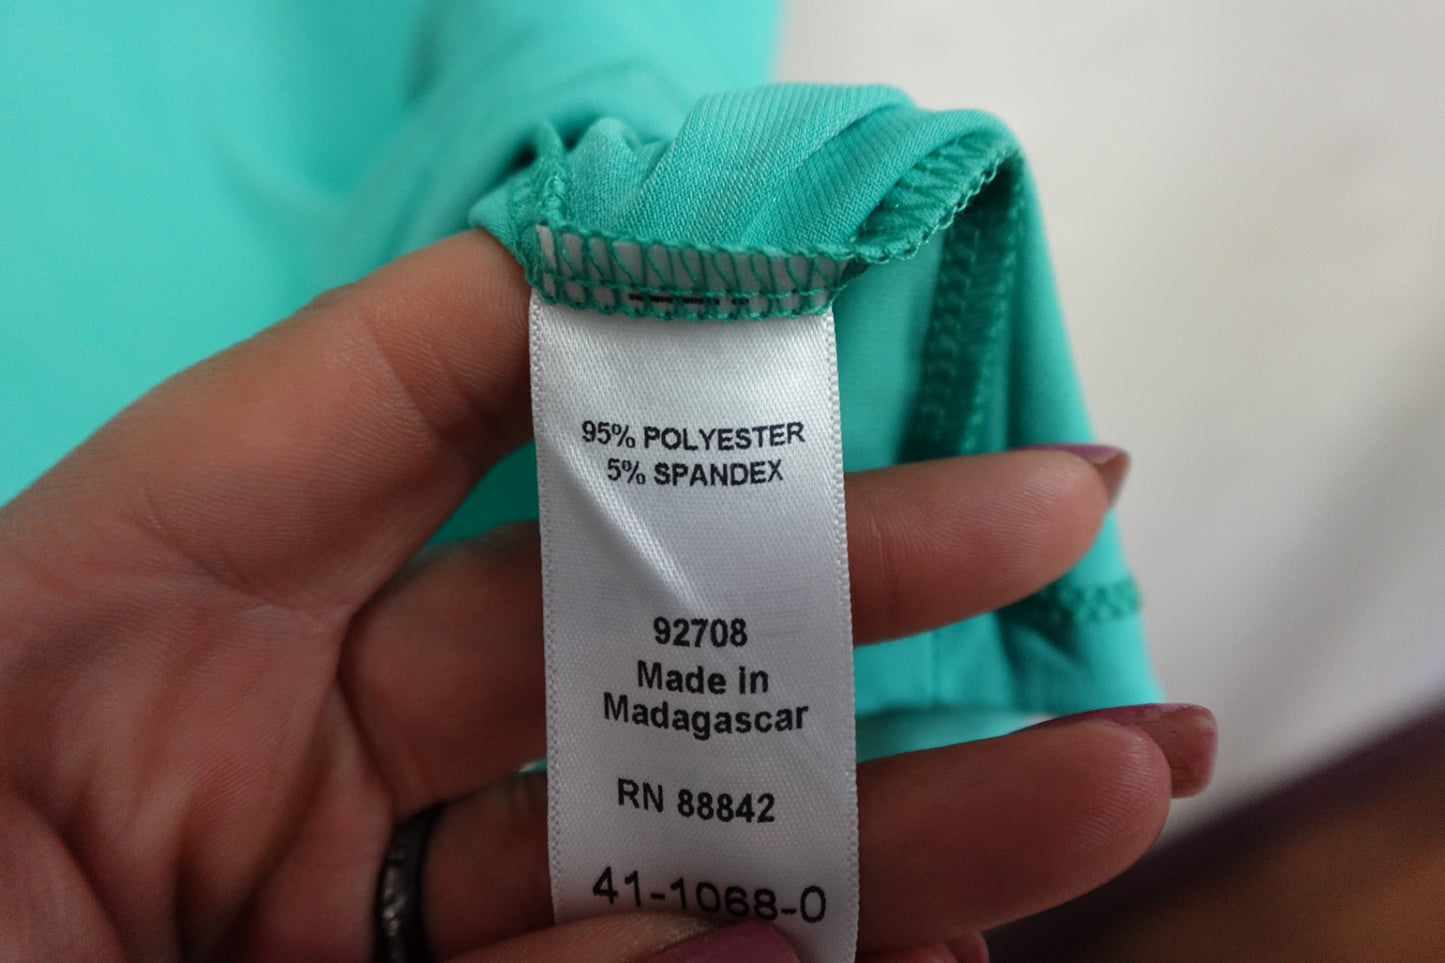 95% POLYESTER
5% SPANDEX
92708
Made in
Madagascar
RN 88842
41-1068-0